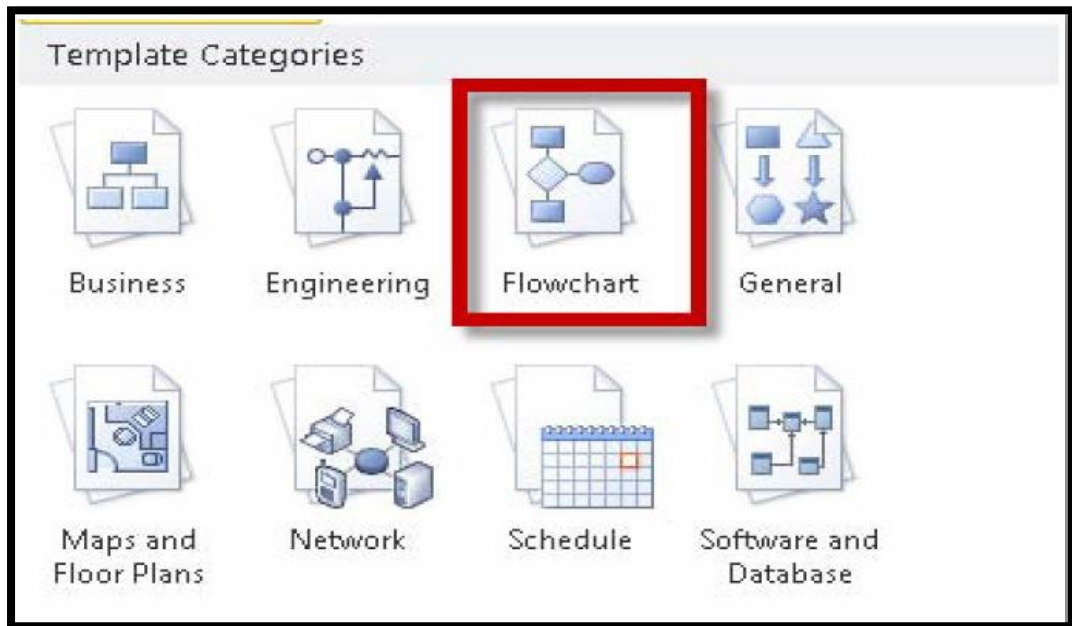 Template Categories
Business
Engineering
Flowchart
General
Maps and
Floor Plans
Network
Schedule
Software and
Database